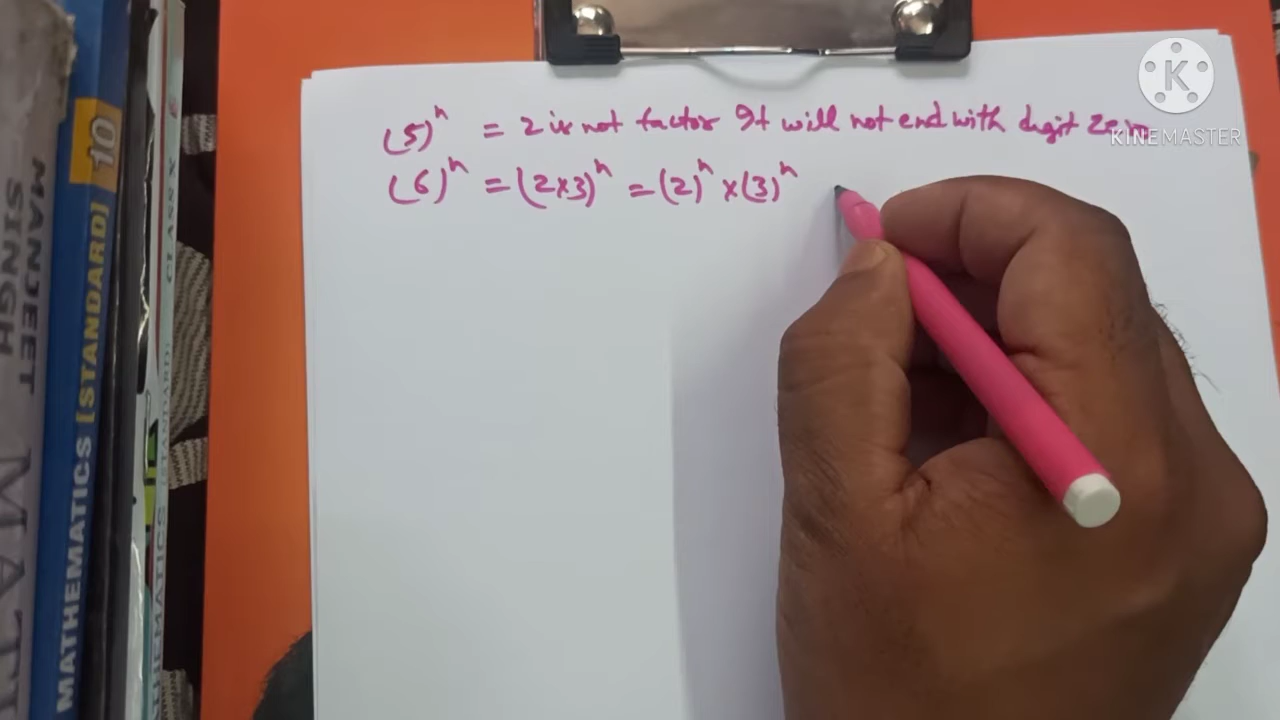 (5)^n = 2 is not factor It will not end with digit Zero
(6)^n = (2×3)^n = (2)^n × (3)^n
K
KINEMASTER
MANJEET
SINGH
MATHEMATICS [STANDARD]
10
CLASS X